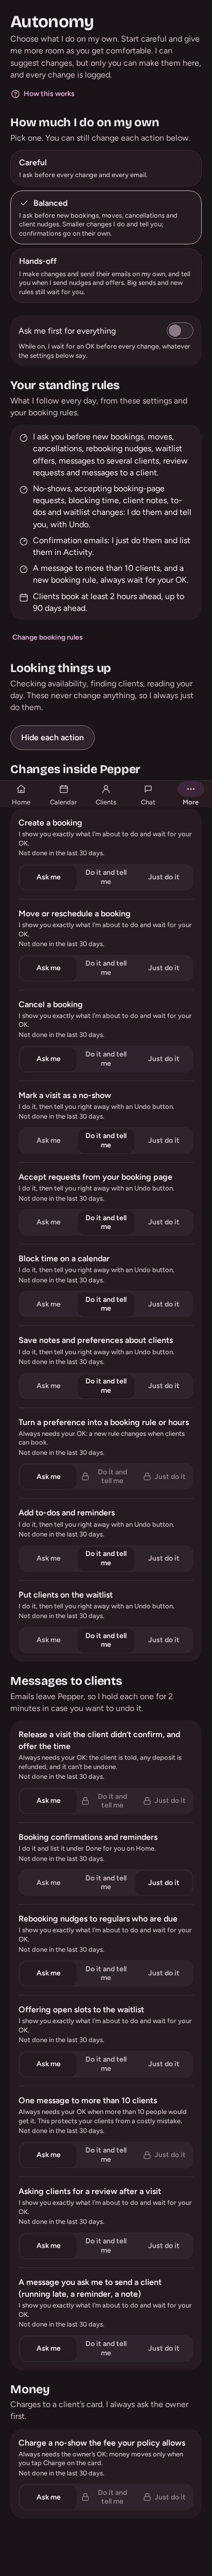 Autonomy
Choose what I do on my own. Start careful and give
me more room as you get comfortable. I can
suggest changes, but only you can make them here,
and every change is logged.
How this works
How much I do on my own
Pick one. You can still change each action below.
Careful
I ask before every change and every email.
Balanced
I ask before new bookings, moves, cancellations and
client nudges. Smaller changes I do and tell you;
confirmations go on their own.
Hands-off
I make changes and send their emails on my own, and tell
you when I send nudges and offers. Big sends and new
rules still wait for you.
Ask me first for everything
While on, I wait for an OK before every change, whatever
the settings below say.
Your standing rules
What I follow every day, from these settings and
your booking rules.
I ask you before new bookings, moves,
cancellations, rebooking nudges, waitlist
offers, messages to several clients, review
requests and messages to a client.
No-shows, accepting booking-page
requests, blocking time, client notes, to-
dos and waitlist changes: I do them and tell
you, with Undo.
Confirmation emails: I just do them and list
them in Activity.
A message to more than 10 clients, and a
new booking rule, always wait for your OK.
Clients book at least 2 hours ahead, up to
90 days ahead.
Change booking rules
Looking things up
Checking availability, finding clients, reading your
day. These never change anything, so I always just
do them.
Hide each action
Changes inside Pepper
Home
Calendar
Clients
Chat
More
Create a booking
I show you exactly what I'm about to do and wait for your
OK.
Not done in the last 30 days.
Ask me
Do it and tell
me
Just do it
Move or reschedule a booking
I show you exactly what I'm about to do and wait for your
OK.
Not done in the last 30 days.
Ask me
Do it and tell
me
Just do it
Cancel a booking
I show you exactly what I'm about to do and wait for your
OK.
Not done in the last 30 days.
Ask me
Do it and tell
me
Just do it
Mark a visit as a no-show
I do it, then tell you right away with an Undo button.
Not done in the last 30 days.
Ask me
Do it and tell
me
Just do it
Accept requests from your booking page
I do it, then tell you right away with an Undo button.
Not done in the last 30 days.
Ask me
Do it and tell
me
Just do it
Block time on a calendar
I do it, then tell you right away with an Undo button.
Not done in the last 30 days.
Ask me
Do it and tell
me
Just do it
Save notes and preferences about clients
I do it, then tell you right away with an Undo button.
Not done in the last 30 days.
Ask me
Do it and tell
me
Just do it
Turn a preference into a booking rule or hours
Always needs your OK: a new rule changes when clients
can book.
Not done in the last 30 days.
Ask me
Do it and
tell me
Just do it
Add to-dos and reminders
I do it, then tell you right away with an Undo button.
Not done in the last 30 days.
Ask me
Do it and tell
me
Just do it
Put clients on the waitlist
I do it, then tell you right away with an Undo button.
Not done in the last 30 days.
Ask me
Do it and tell
me
Just do it
Messages to clients
Emails leave Pepper, so I hold each one for 2
minutes in case you want to undo it.
Release a visit the client didn't confirm, and
offer the time
Always needs your OK: the client is told, any deposit is
refunded, and it can't be undone.
Not done in the last 30 days.
Ask me
Do it and
tell me
Just do it
Booking confirmations and reminders
I do it and list it under Done for you on Home.
Not done in the last 30 days.
Ask me
Do it and tell
me
Just do it
Rebooking nudges to regulars who are due
I show you exactly what I'm about to do and wait for your
OK.
Not done in the last 30 days.
Ask me
Do it and tell
me
Just do it
Offering open slots to the waitlist
I show you exactly what I'm about to do and wait for your
OK.
Not done in the last 30 days.
Ask me
Do it and tell
me
Just do it
One message to more than 10 clients
Always needs your OK when more than 10 people would
get it. This protects your clients from a costly mistake.
Not done in the last 30 days.
Ask me
Do it and tell
me
Just do it
Asking clients for a review after a visit
I show you exactly what I'm about to do and wait for your
OK.
Not done in the last 30 days.
Ask me
Do it and tell
me
Just do it
A message you ask me to send a client
(running late, a reminder, a note)
I show you exactly what I'm about to do and wait for your
OK.
Not done in the last 30 days.
Ask me
Do it and tell
me
Just do it
Money
Charges to a client's card. I always ask the owner
first.
Charge a no-show the fee your policy allows
Always needs the owner's OK: money moves only when
you tap Charge on the card.
Not done in the last 30 days.
Ask me
Do it and
tell me
Just do it